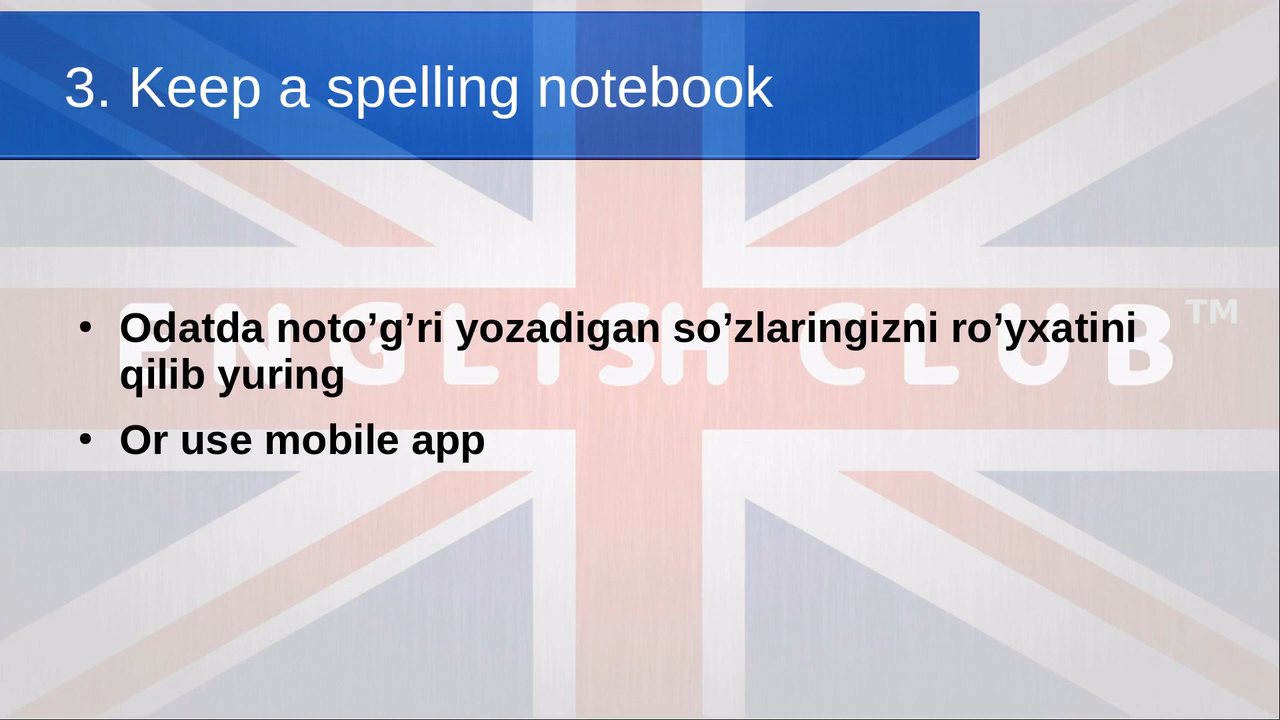 3. Keep a spelling notebook
ENGLISH CLUB™
• Odatda noto’g’ri yozadigan so’zlaringizni ro’yxatini
qilib yuring
• Or use mobile app